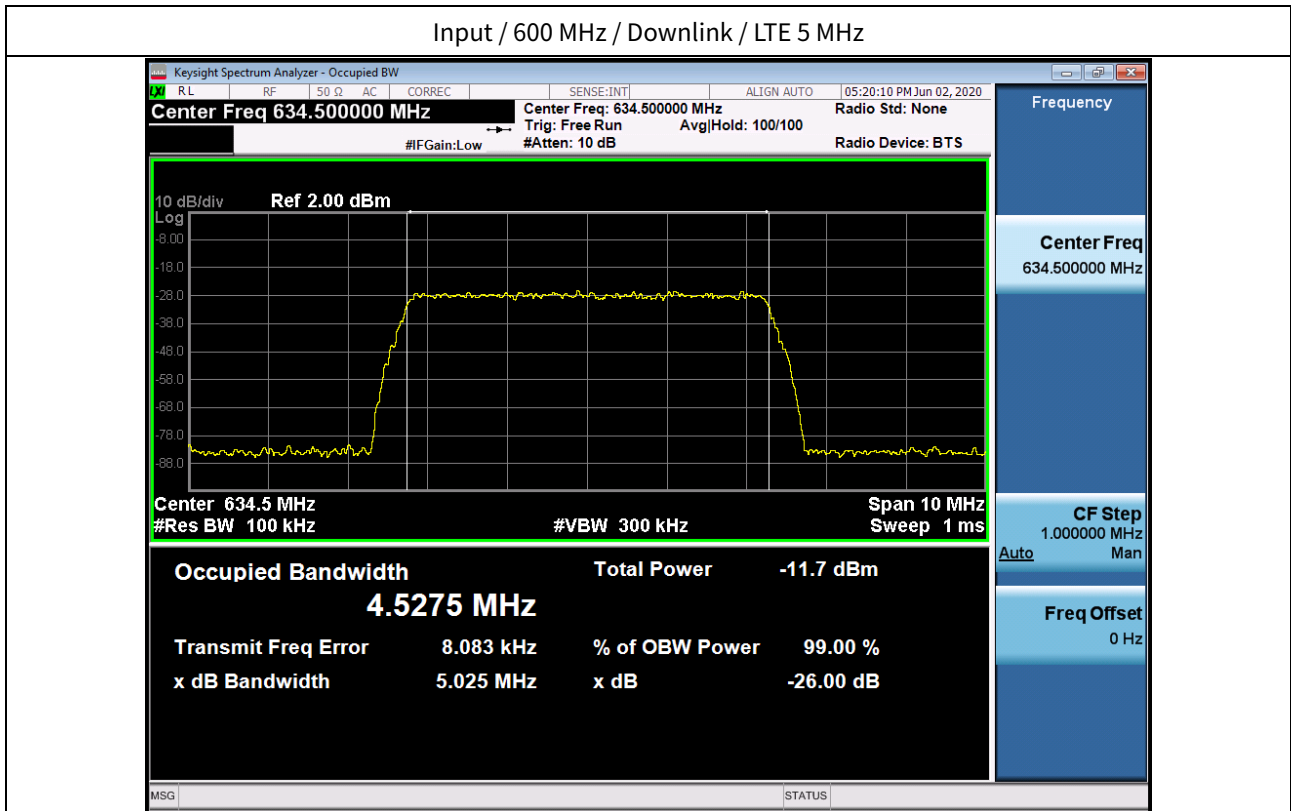 Input / 600 MHz / Downlink / LTE 5 MHz
Keysight Spectrum Analyzer - Occupied BW
LXI RL RF 50 Ω AC CORREC SENSE:INT ALIGN AUTO 05:20:10 PM Jun 02, 2020
Center Freq 634.500000 MHz
Center Freq: 634.500000 MHz Radio Std: None
Trig: Free Run Avg|Hold: 100/100
#IFGain:Low #Atten: 10 dB Radio Device: BTS
Frequency
10 dB/div Ref 2.00 dBm
Log
-8.00
-18.0
-28.0
-38.0
-48.0
-58.0
-68.0
-78.0
-88.0
Center 634.5 MHz Span 10 MHz
#Res BW 100 kHz #VBW 300 kHz Sweep 1 ms
Center Freq
634.500000 MHz
CF Step
1.000000 MHz
Auto Man
Freq Offset
0 Hz
Occupied Bandwidth Total Power -11.7 dBm
4.5275 MHz
Transmit Freq Error 8.083 kHz % of OBW Power 99.00 %
x dB Bandwidth 5.025 MHz x dB -26.00 dB
MSG STATUS